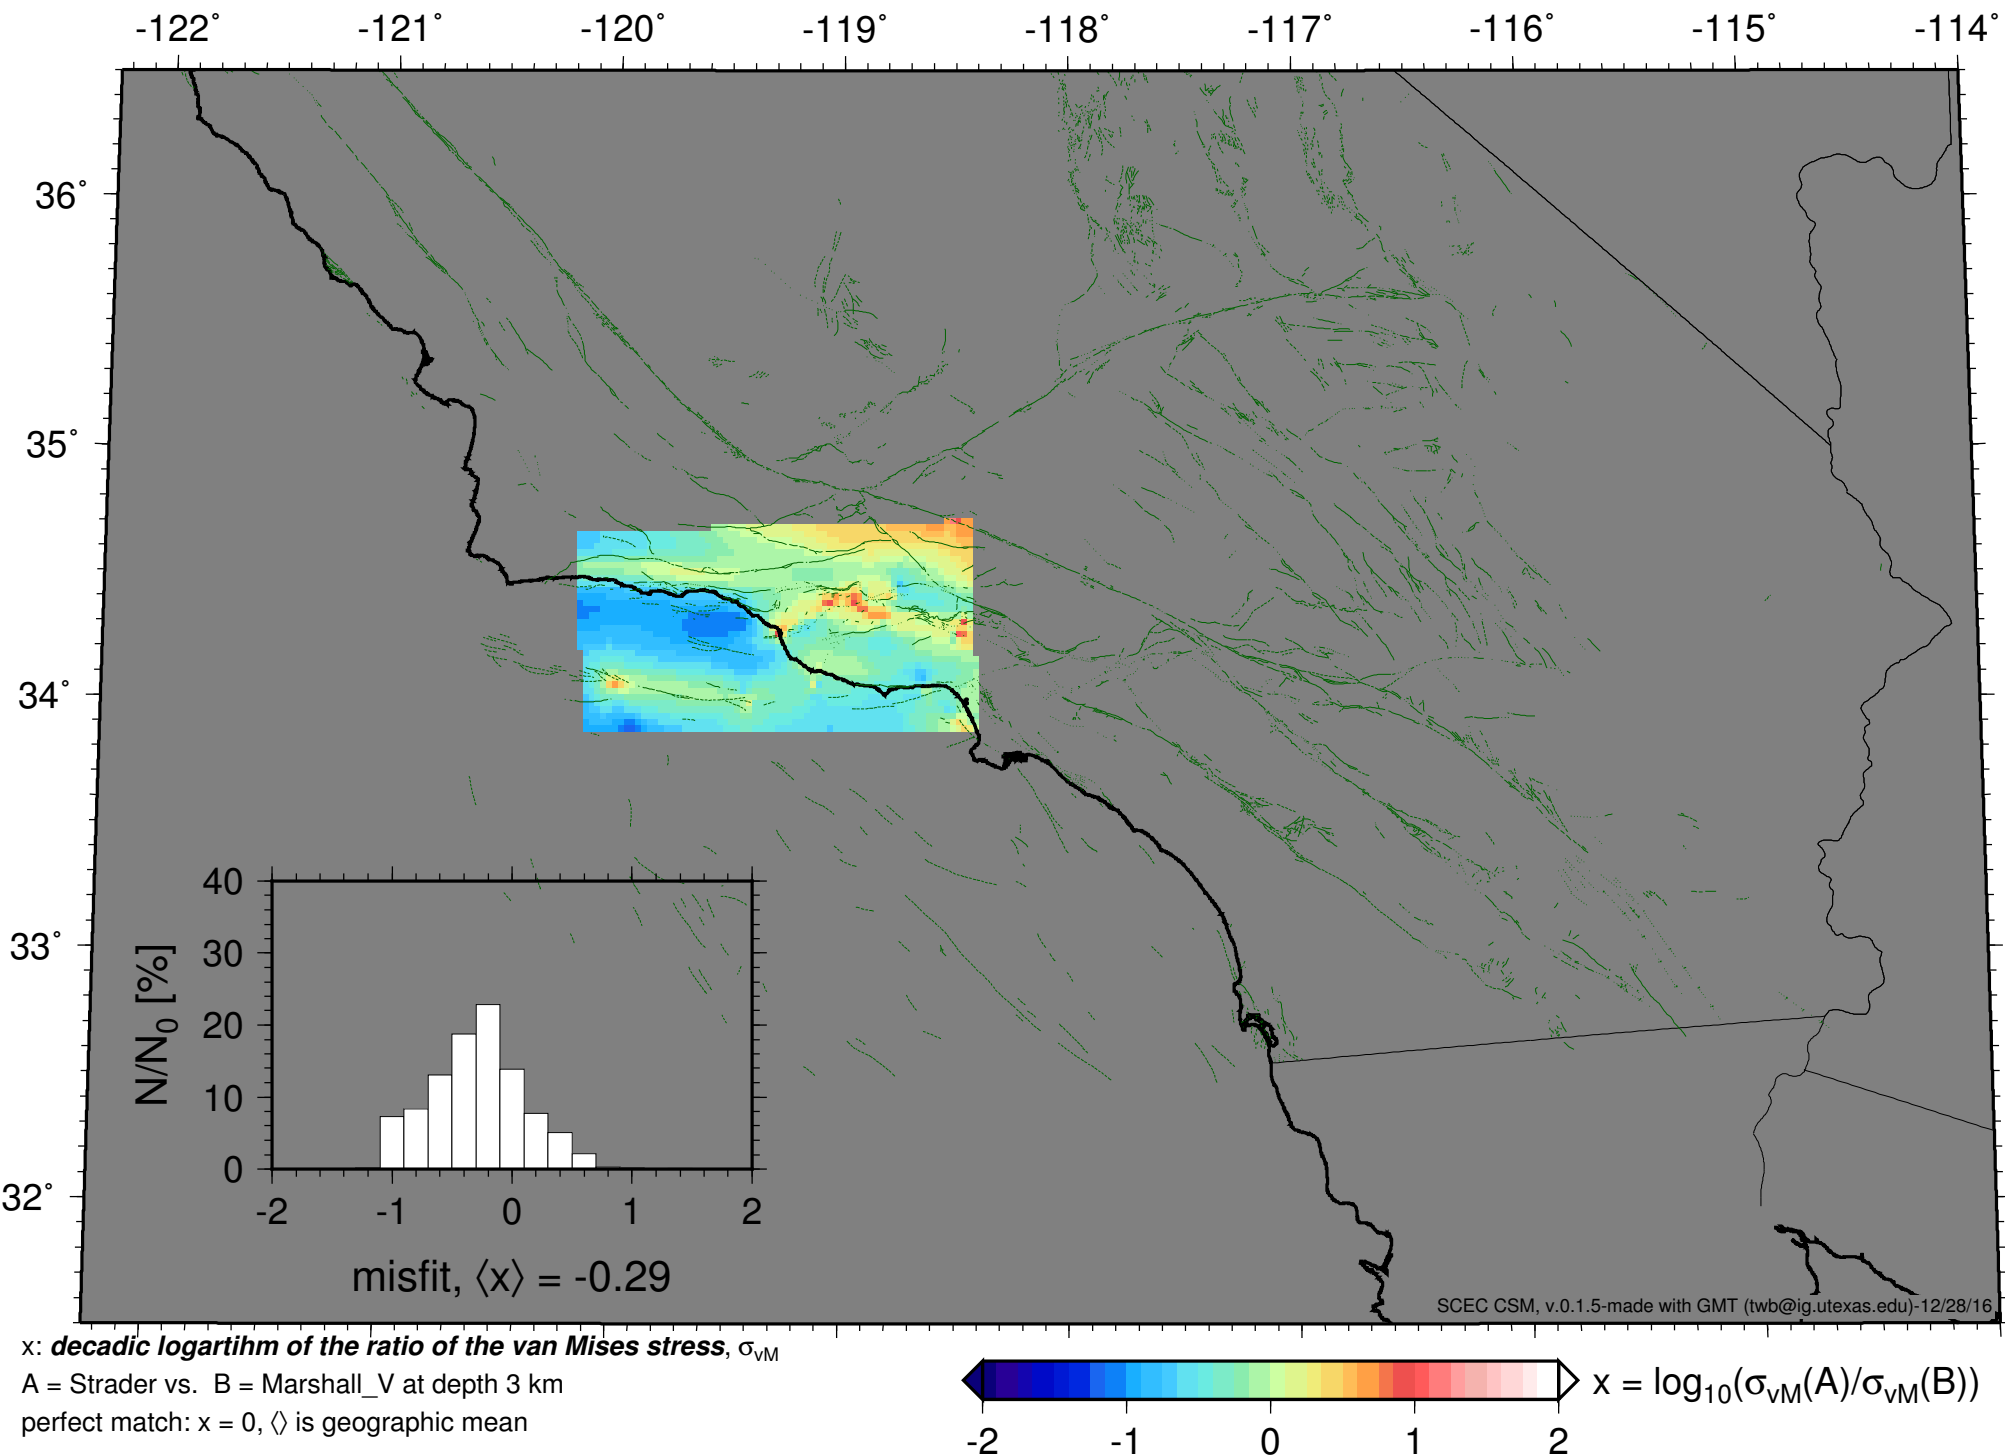 -122° -121° -120° -119° -118° -117° -116° -115° -114°
36°
35°
34°
33°
32°
40
30
20
10
0
N/N0 [%]
-2 -1 0 1 2
misfit, ⟨x⟩ = -0.29
SCEC CSM, v.0.1.5-made with GMT (twb@ig.utexas.edu)-12/28/16
x: decadic logartihm of the ratio of the van Mises stress, σvM
A = Strader vs. B = Marshall_V at depth 3 km
perfect match: x = 0, ⟨⟩ is geographic mean
x = log10(σvM(A)/σvM(B))
-2 -1 0 1 2